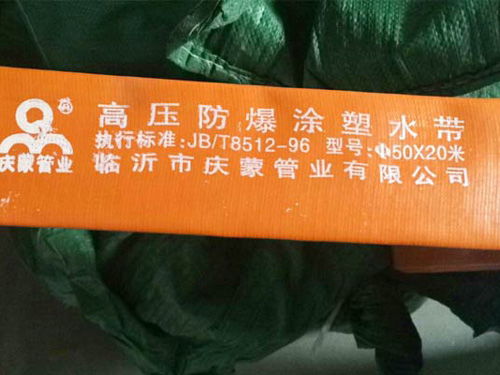 高压防爆涂塑水带
执行标准:JB/T8512-96 型号:Φ50X20米
临沂市庆蒙管业有限公司
庆蒙管业